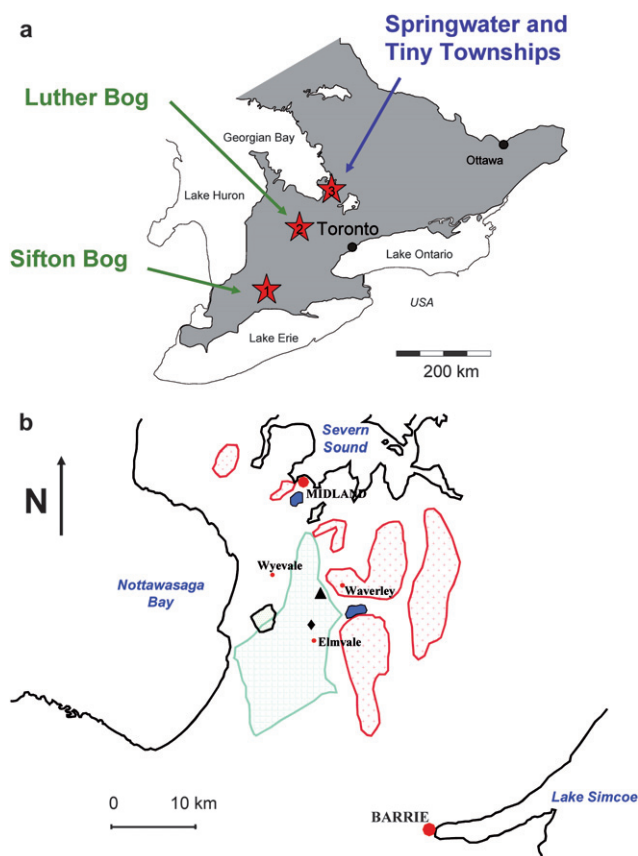 a
Springwater and
Tiny Townships
Luther Bog
Georgian Bay
Ottawa
Lake Huron
3
2
Toronto
Lake Ontario
Sifton Bog
1
USA
Lake Erie
200 km
b
Severn
Sound
N
MIDLAND
Wyevale
Nottawasaga
Bay
Waverley
Elmvale
0 10 km
Lake Simcoe
BARRIE